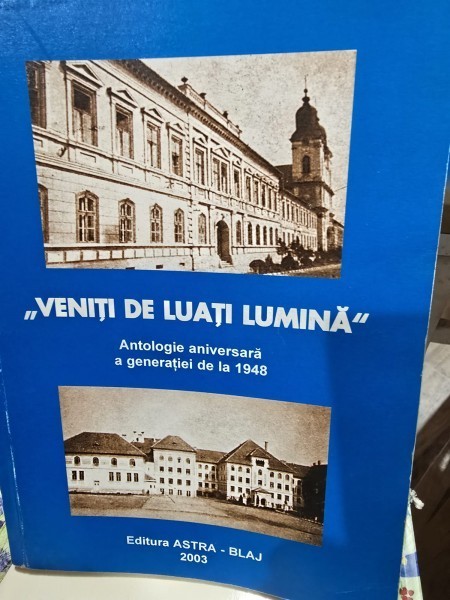 „VENIȚI DE LUAȚI LUMINĂ“
Antologie aniversară
a generației de la 1948
Editura ASTRA - BLAJ
2003